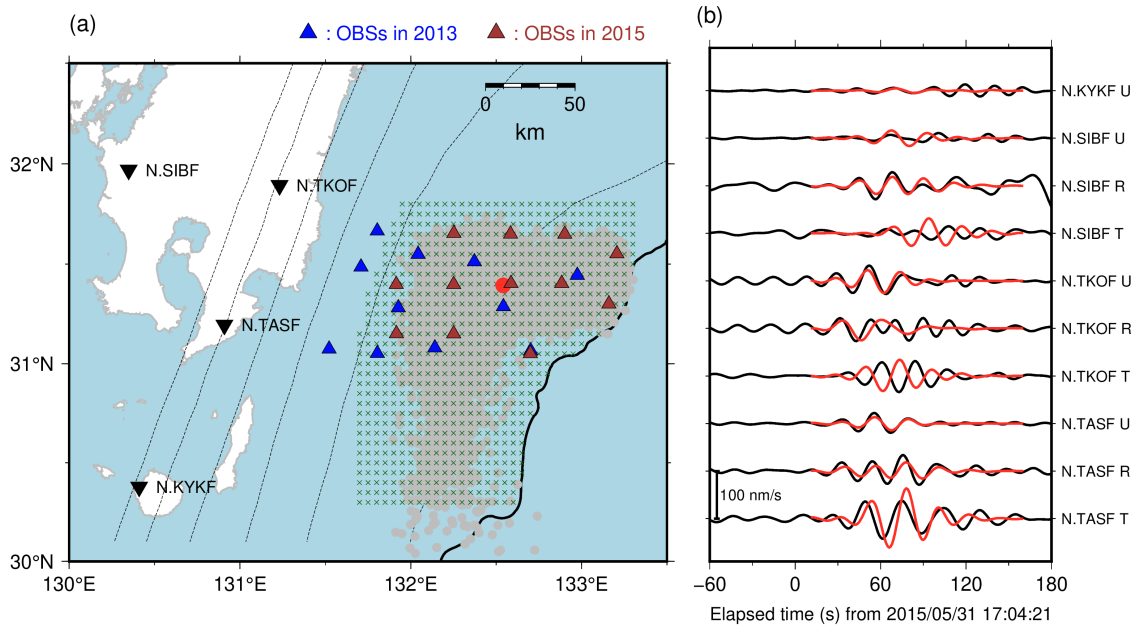 (a)
: OBSs in 2013
: OBSs in 2015
0
50
km
32°N
31°N
30°N
N.SIBF
N.TKOF
N.TASF
N.KYKF
130°E
131°E
132°E
133°E
(b)
N.KYKF U
N.SIBF U
N.SIBF R
N.SIBF T
N.TKOF U
N.TKOF R
N.TKOF T
N.TASF U
N.TASF R
100 nm/s
N.TASF T
−60
0
60
120
180
Elapsed time (s) from 2015/05/31 17:04:21